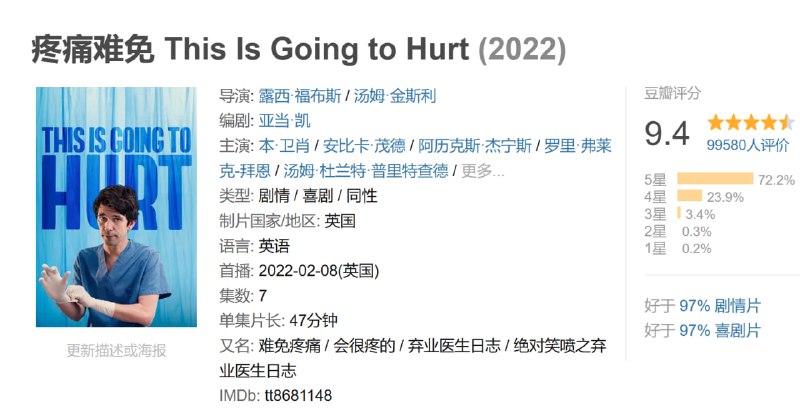 疼痛难免 This Is Going to Hurt (2022)
THIS IS GOING TO
HURT
更新描述或海报
导演: 露西·福布斯 / 汤姆·金斯利
编剧: 亚当·凯
主演: 本·卫肖 / 安比卡·茂德 / 阿历克斯·杰宁斯 / 罗里·弗莱
克-拜恩 / 汤姆·杜兰特·普里特查德 / 更多...
类型: 剧情 / 喜剧 / 同性
制片国家/地区: 英国
语言: 英语
首播: 2022-02-08(英国)
集数: 7
单集片长: 47分钟
又名: 难免疼痛 / 会很疼的 / 弃业医生日志 / 绝对笑喷之弃
业医生日志
IMDb: tt8681148
豆瓣评分
9.4
99580人评价
5星 72.2%
4星 23.9%
3星 3.4%
2星 0.3%
1星 0.2%
好于 97% 剧情片
好于 97% 喜剧片